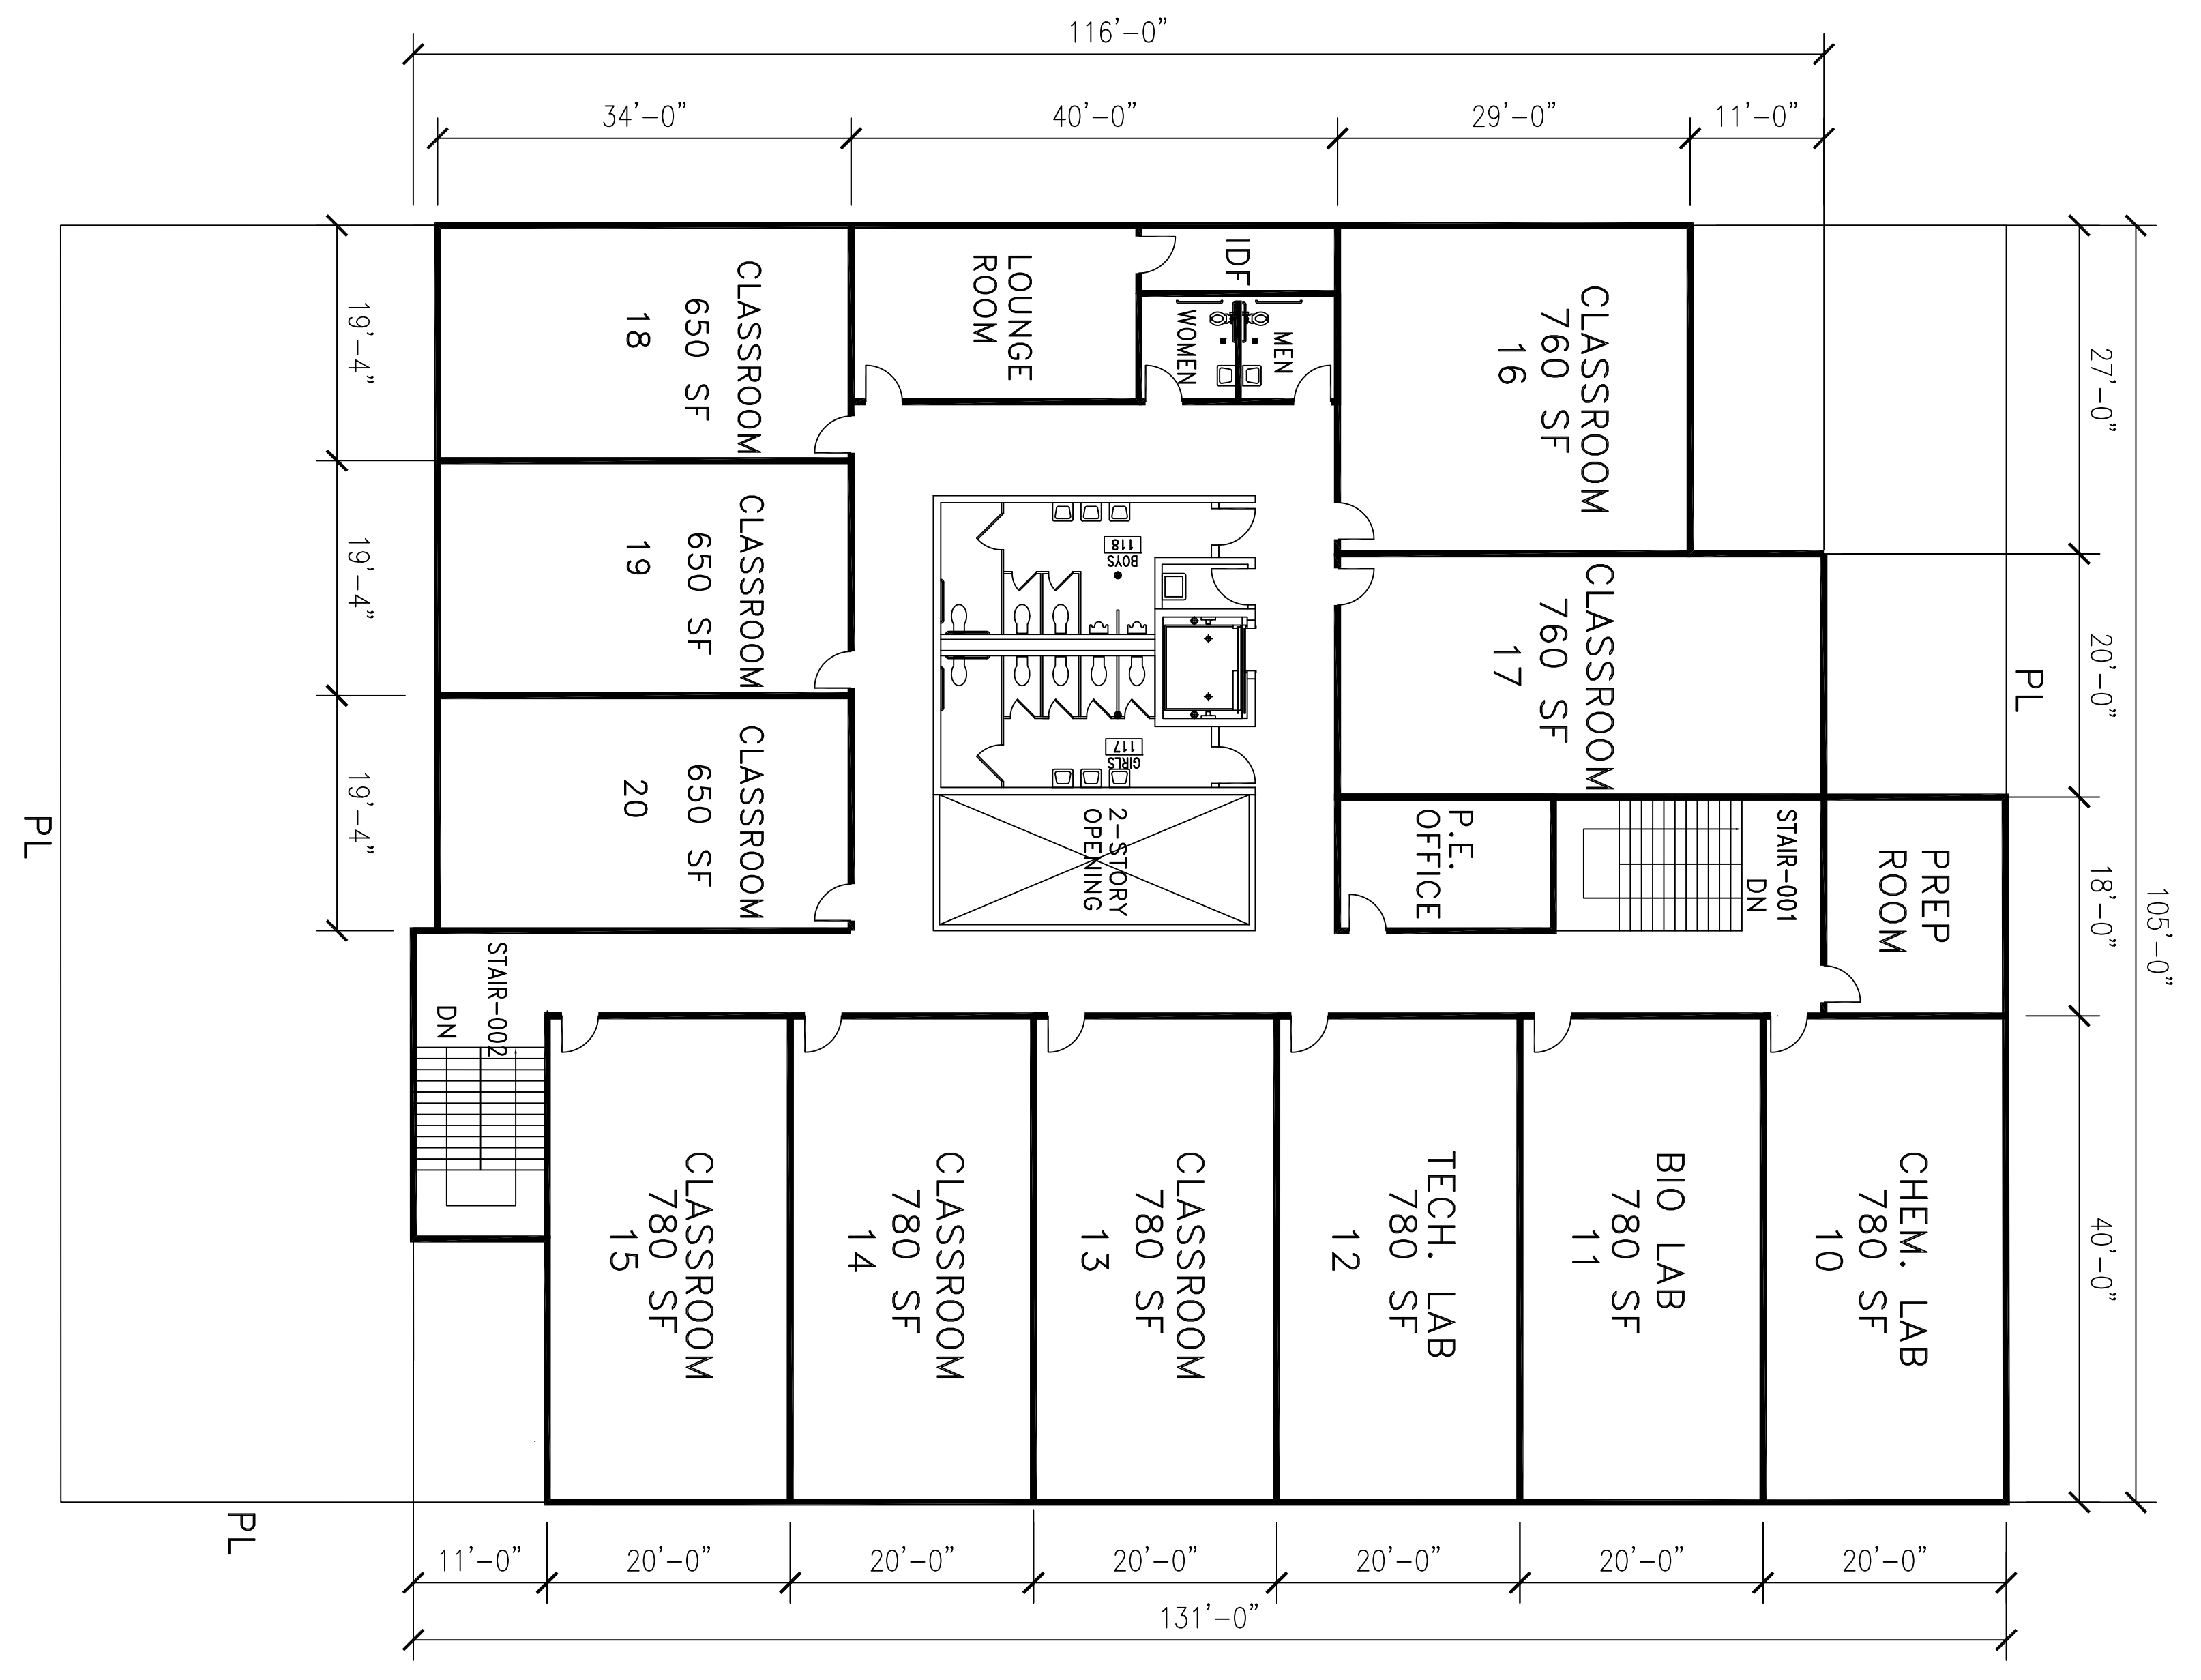 116'-0"
34'-0"
40'-0"
29'-0"
11'-0"
CLASSROOM
650 SF
18
LOUNGE
ROOM
IDF
WOMEN
MEN
CLASSROOM
760 SF
16
19'-4"
27'-0"
CLASSROOM
650 SF
19
118
BOYS
CLASSROOM
760 SF
17
19'-4"
20'-0"
PL
CLASSROOM
650 SF
20
117
GIRLS
2-STORY
OPENING
P.E.
OFFICE
STAIR-001
DN
PREP
ROOM
19'-4"
18'-0"
105'-0"
PL
STAIR-002
DN
CLASSROOM
780 SF
15
CLASSROOM
780 SF
14
CLASSROOM
780 SF
13
TECH. LAB
780 SF
12
BIO LAB
780 SF
11
CHEM. LAB
780 SF
10
40'-0"
PL
11'-0"
20'-0"
20'-0"
20'-0"
20'-0"
20'-0"
20'-0"
131'-0"